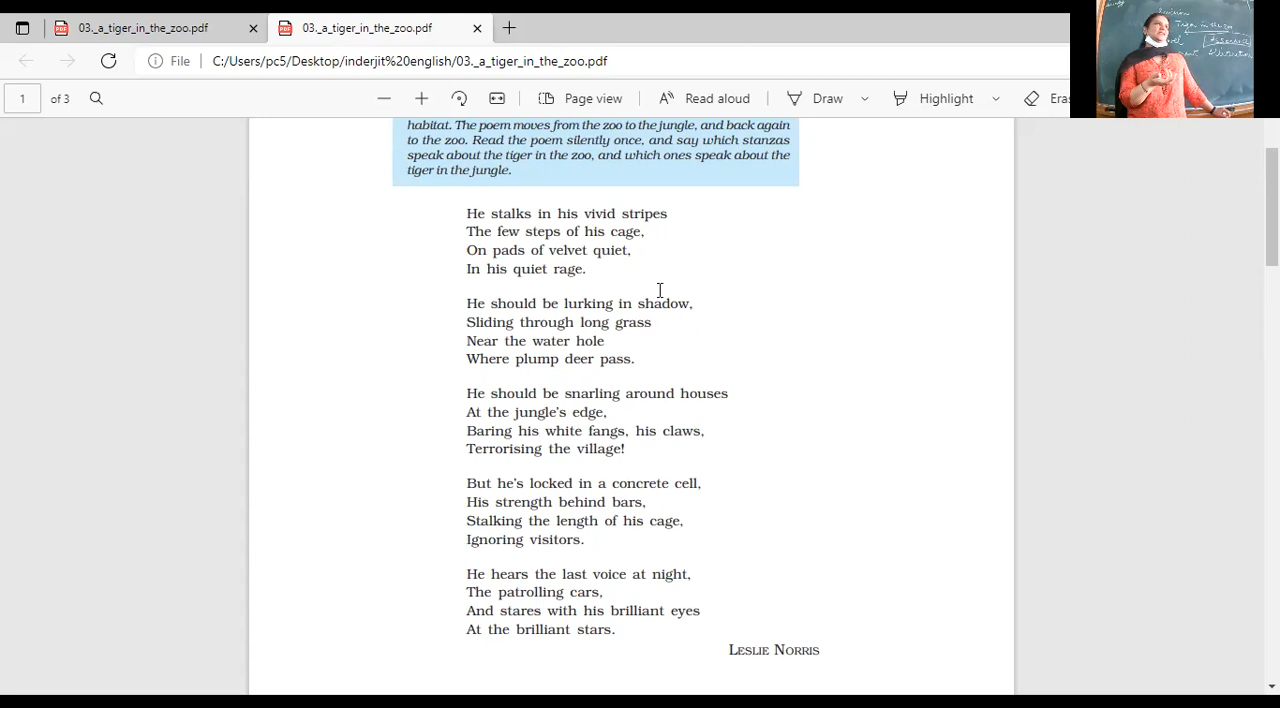 03._a_tiger_in_the_zoo.pdf
03._a_tiger_in_the_zoo.pdf
File
C:/Users/pc5/Desktop/inderjit%20english/03._a_tiger_in_the_zoo.pdf
1 of 3
Page view
Read aloud
Draw
Highlight
Eras
Tiger in the zo
habitat. The poem moves from the zoo to the jungle, and back again
to the zoo. Read the poem silently once, and say which stanzas
speak about the tiger in the zoo, and which ones speak about the
tiger in the jungle.
He stalks in his vivid stripes
The few steps of his cage,
On pads of velvet quiet,
In his quiet rage.
He should be lurking in shadow,
Sliding through long grass
Near the water hole
Where plump deer pass.
He should be snarling around houses
At the jungle's edge,
Baring his white fangs, his claws,
Terrorising the village!
But he's locked in a concrete cell,
His strength behind bars,
Stalking the length of his cage,
Ignoring visitors.
He hears the last voice at night,
The patrolling cars,
And stares with his brilliant eyes
At the brilliant stars.
LESLIE NORRIS